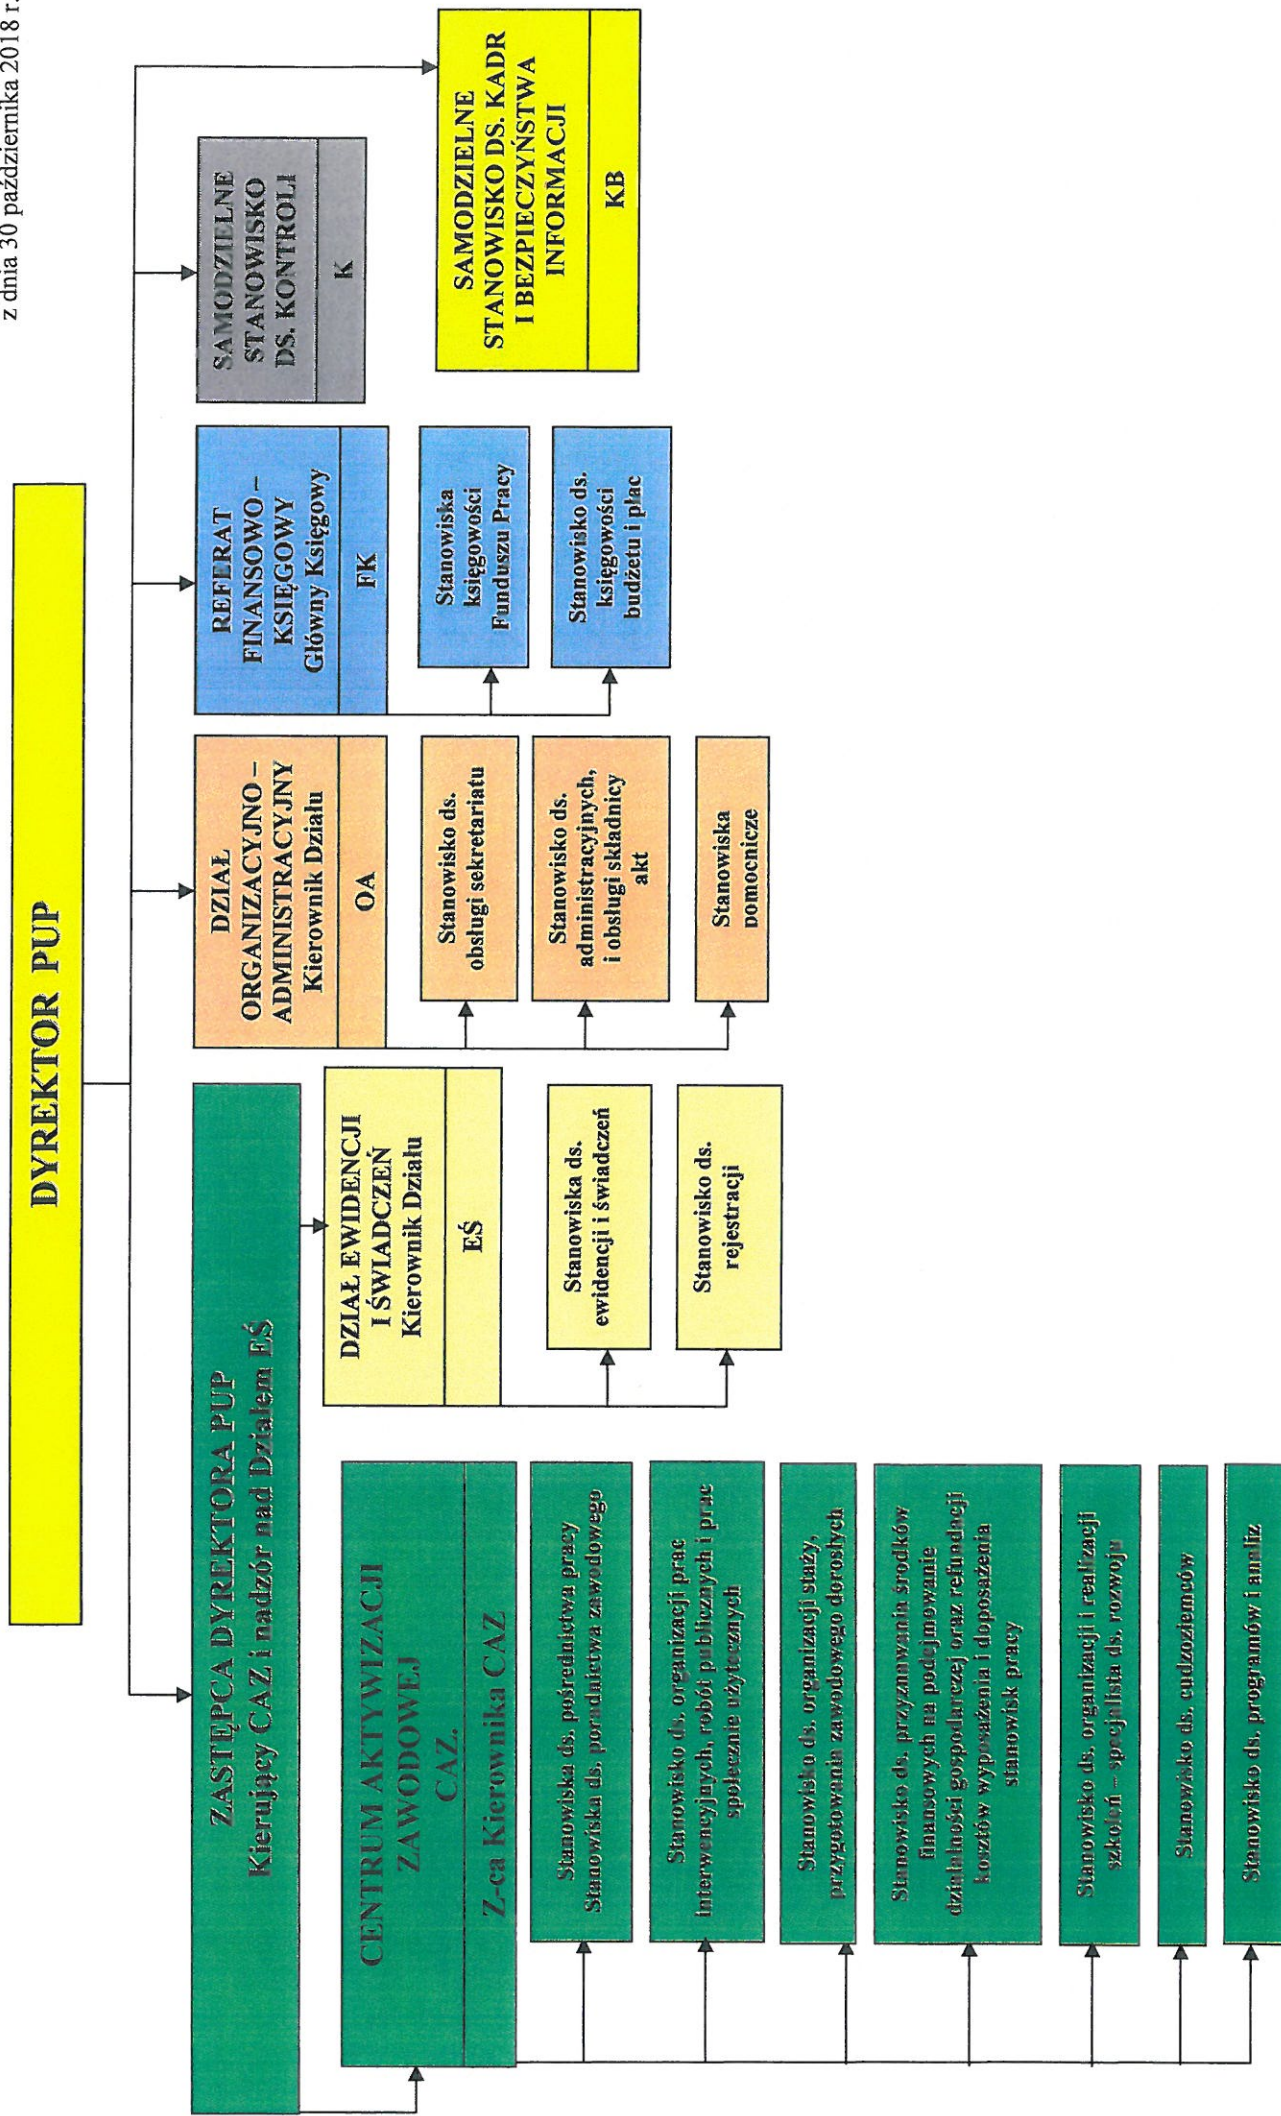 z dnia 30 października 2018 r.
DYREKTOR PUP
ZASTĘPCA DYREKTORA PUP
Kierujący CAZ i nadzór nad Działem EŚ
CENTRUM AKTYWIZACJI
ZAWODOWEJ
CAZ.
Z-ca Kierownika CAZ
Stanowiska ds. pośrednictwa pracy
Stanowiska ds. poradnictwa zawodowego
Stanowisko ds. organizacji prac
interwencyjnych, robót publicznych i prac
społecznie użytecznych
Stanowisko ds. organizacji staży,
przygotowania zawodowego dorosłych
Stanowisko ds. przyznawania środków
finansowych na podejmowanie
działalności gospodarczej oraz refundacji
kosztów wyposażenia i doposażenia
stanowisk pracy
Stanowisko ds. organizacji i realizacji
szkoleń – specjalista ds. rozwoju
Stanowisko ds. cudzoziemców
Stanowisko ds. programów i analiz
DZIAŁ EWIDENCJI
I ŚWIADCZEŃ
Kierownik Działu
EŚ
Stanowiska ds.
ewidencji i świadczeń
Stanowisko ds.
rejestracji
DZIAŁ
ORGANIZACYJNO –
ADMINISTRACYJNY
Kierownik Działu
OA
Stanowisko ds.
obsługi sekretariatu
Stanowisko ds.
administracyjnych,
i obsługi składnicy
akt
Stanowiska
pomocnicze
REFERAT
FINANSOWO –
KSIĘGOWY
Główny Księgowy
FK
Stanowiska
księgowości
Funduszu Pracy
Stanowisko ds.
księgowości
budżetu i płac
SAMODZIELNE
STANOWISKO
DS. KONTROLI
K
SAMODZIELNE
STANOWISKO DS. KADR
I BEZPIECZYŃSTWA
INFORMACJI
KB